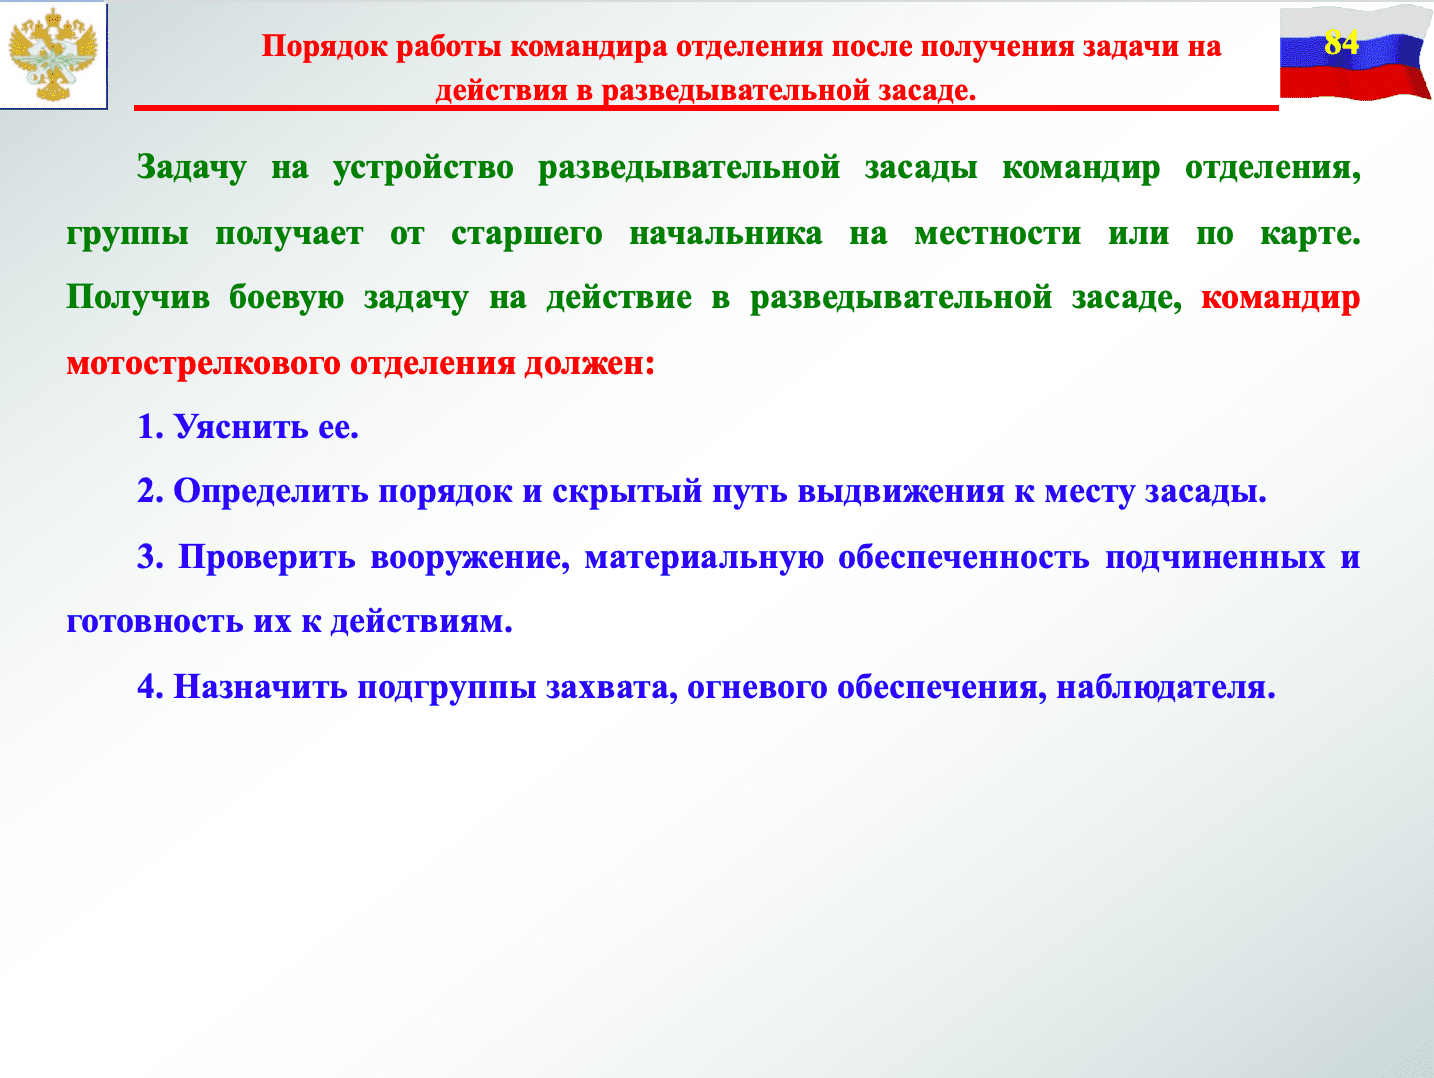 Порядок работы командира отделения после получения задачи на
действия в разведывательной засаде.
84
Задачу на устройство разведывательной засады командир отделения,
группы получает от старшего начальника на местности или по карте.
Получив боевую задачу на действие в разведывательной засаде, командир
мотострелкового отделения должен:
1. Уяснить ее.
2. Определить порядок и скрытый путь выдвижения к месту засады.
3. Проверить вооружение, материальную обеспеченность подчиненных и
готовность их к действиям.
4. Назначить подгруппы захвата, огневого обеспечения, наблюдателя.